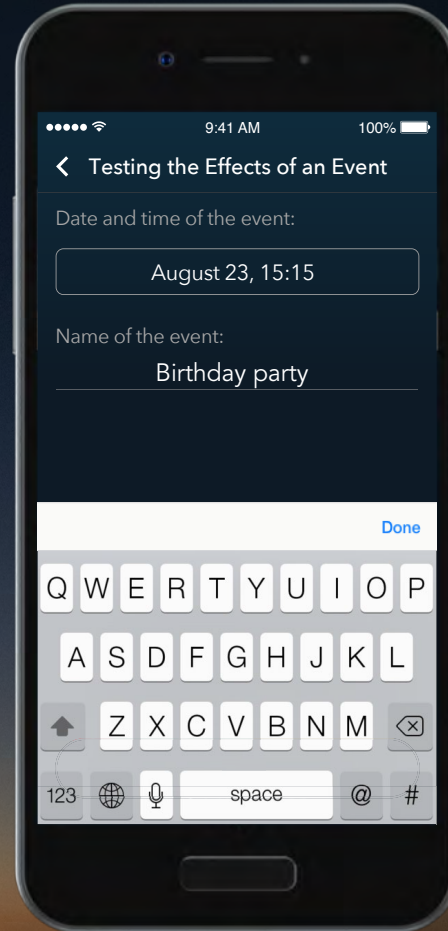 9:41 AM 100%
Testing the Effects of an Event
Date and time of the event:
August 23, 15:15
Name of the event:
Birthday party
Done
Q W E R T Y U I O P
A S D F G H J K L
Z X C V B N M
123 space @ #